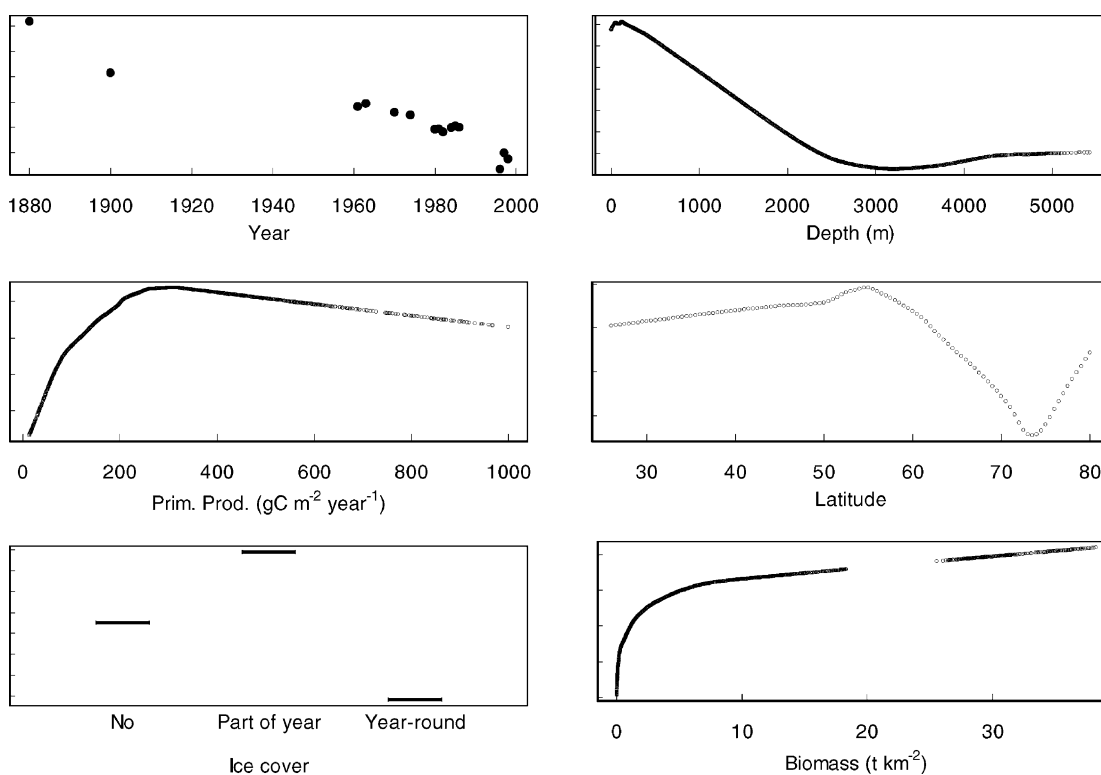 1880 1900 1920 1940 1960 1980 2000
Year
0 1000 2000 3000 4000 5000
Depth (m)
0 200 400 600 800 1000
Prim. Prod. (gC m⁻² year⁻¹)
30 40 50 60 70 80
Latitude
No Part of year Year-round
Ice cover
0 10 20 30
Biomass (t km⁻²)